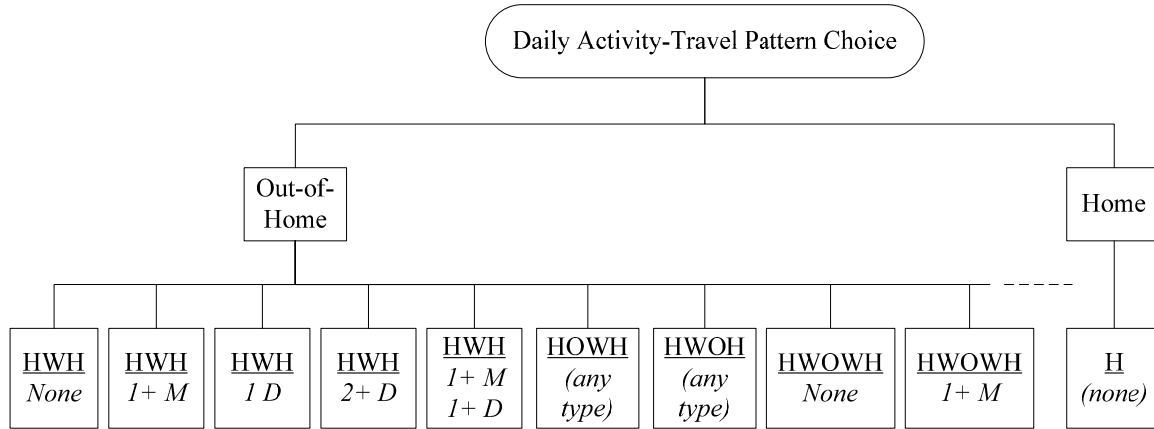 Daily Activity-Travel Pattern Choice
Out-of-
Home
Home
HWH
None
HWH
1+ M
HWH
1 D
HWH
2+ D
HWH
1+ M
1+ D
HOWH
(any
type)
HWOH
(any
type)
HWOWH
None
HWOWH
1+ M
H
(none)